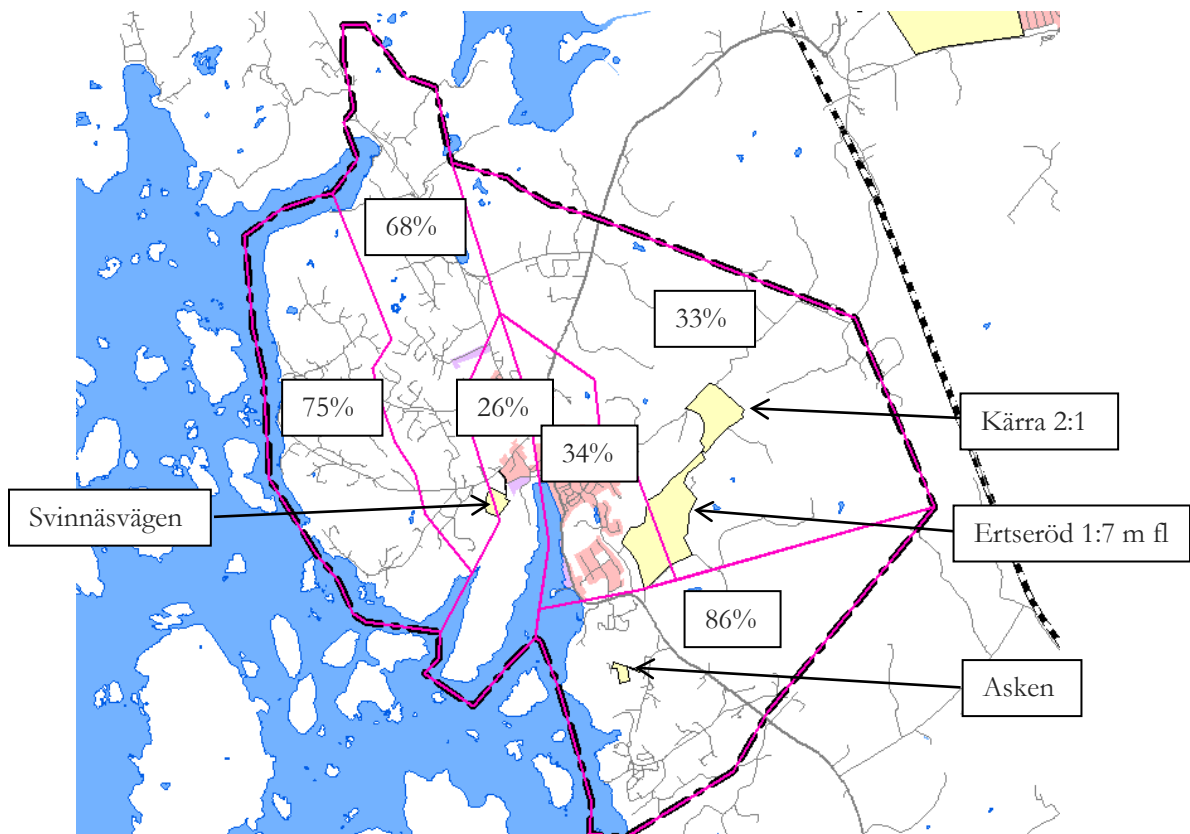 68%
33%
75%
26%
Kärra 2:1
34%
Svinnäsvägen
Ertseröd 1:7 m fl
86%
Asken